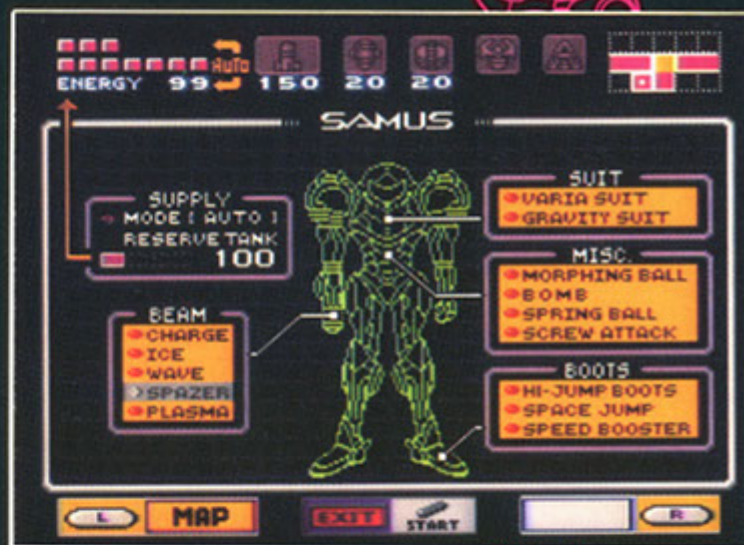 AUTO
ENERGY 99 150 20 20
SAMUS
SUPPLY
MODE [ AUTO ]
RESERVE TANK
100
BEAM
CHARGE
ICE
WAVE
SPAZER
PLASMA
SUIT
VARIA SUIT
GRAVITY SUIT
MISC.
MORPHING BALL
BOMB
SPRING BALL
SCREW ATTACK
BOOTS
HI-JUMP BOOTS
SPACE JUMP
SPEED BOOSTER
L MAP EXIT START R